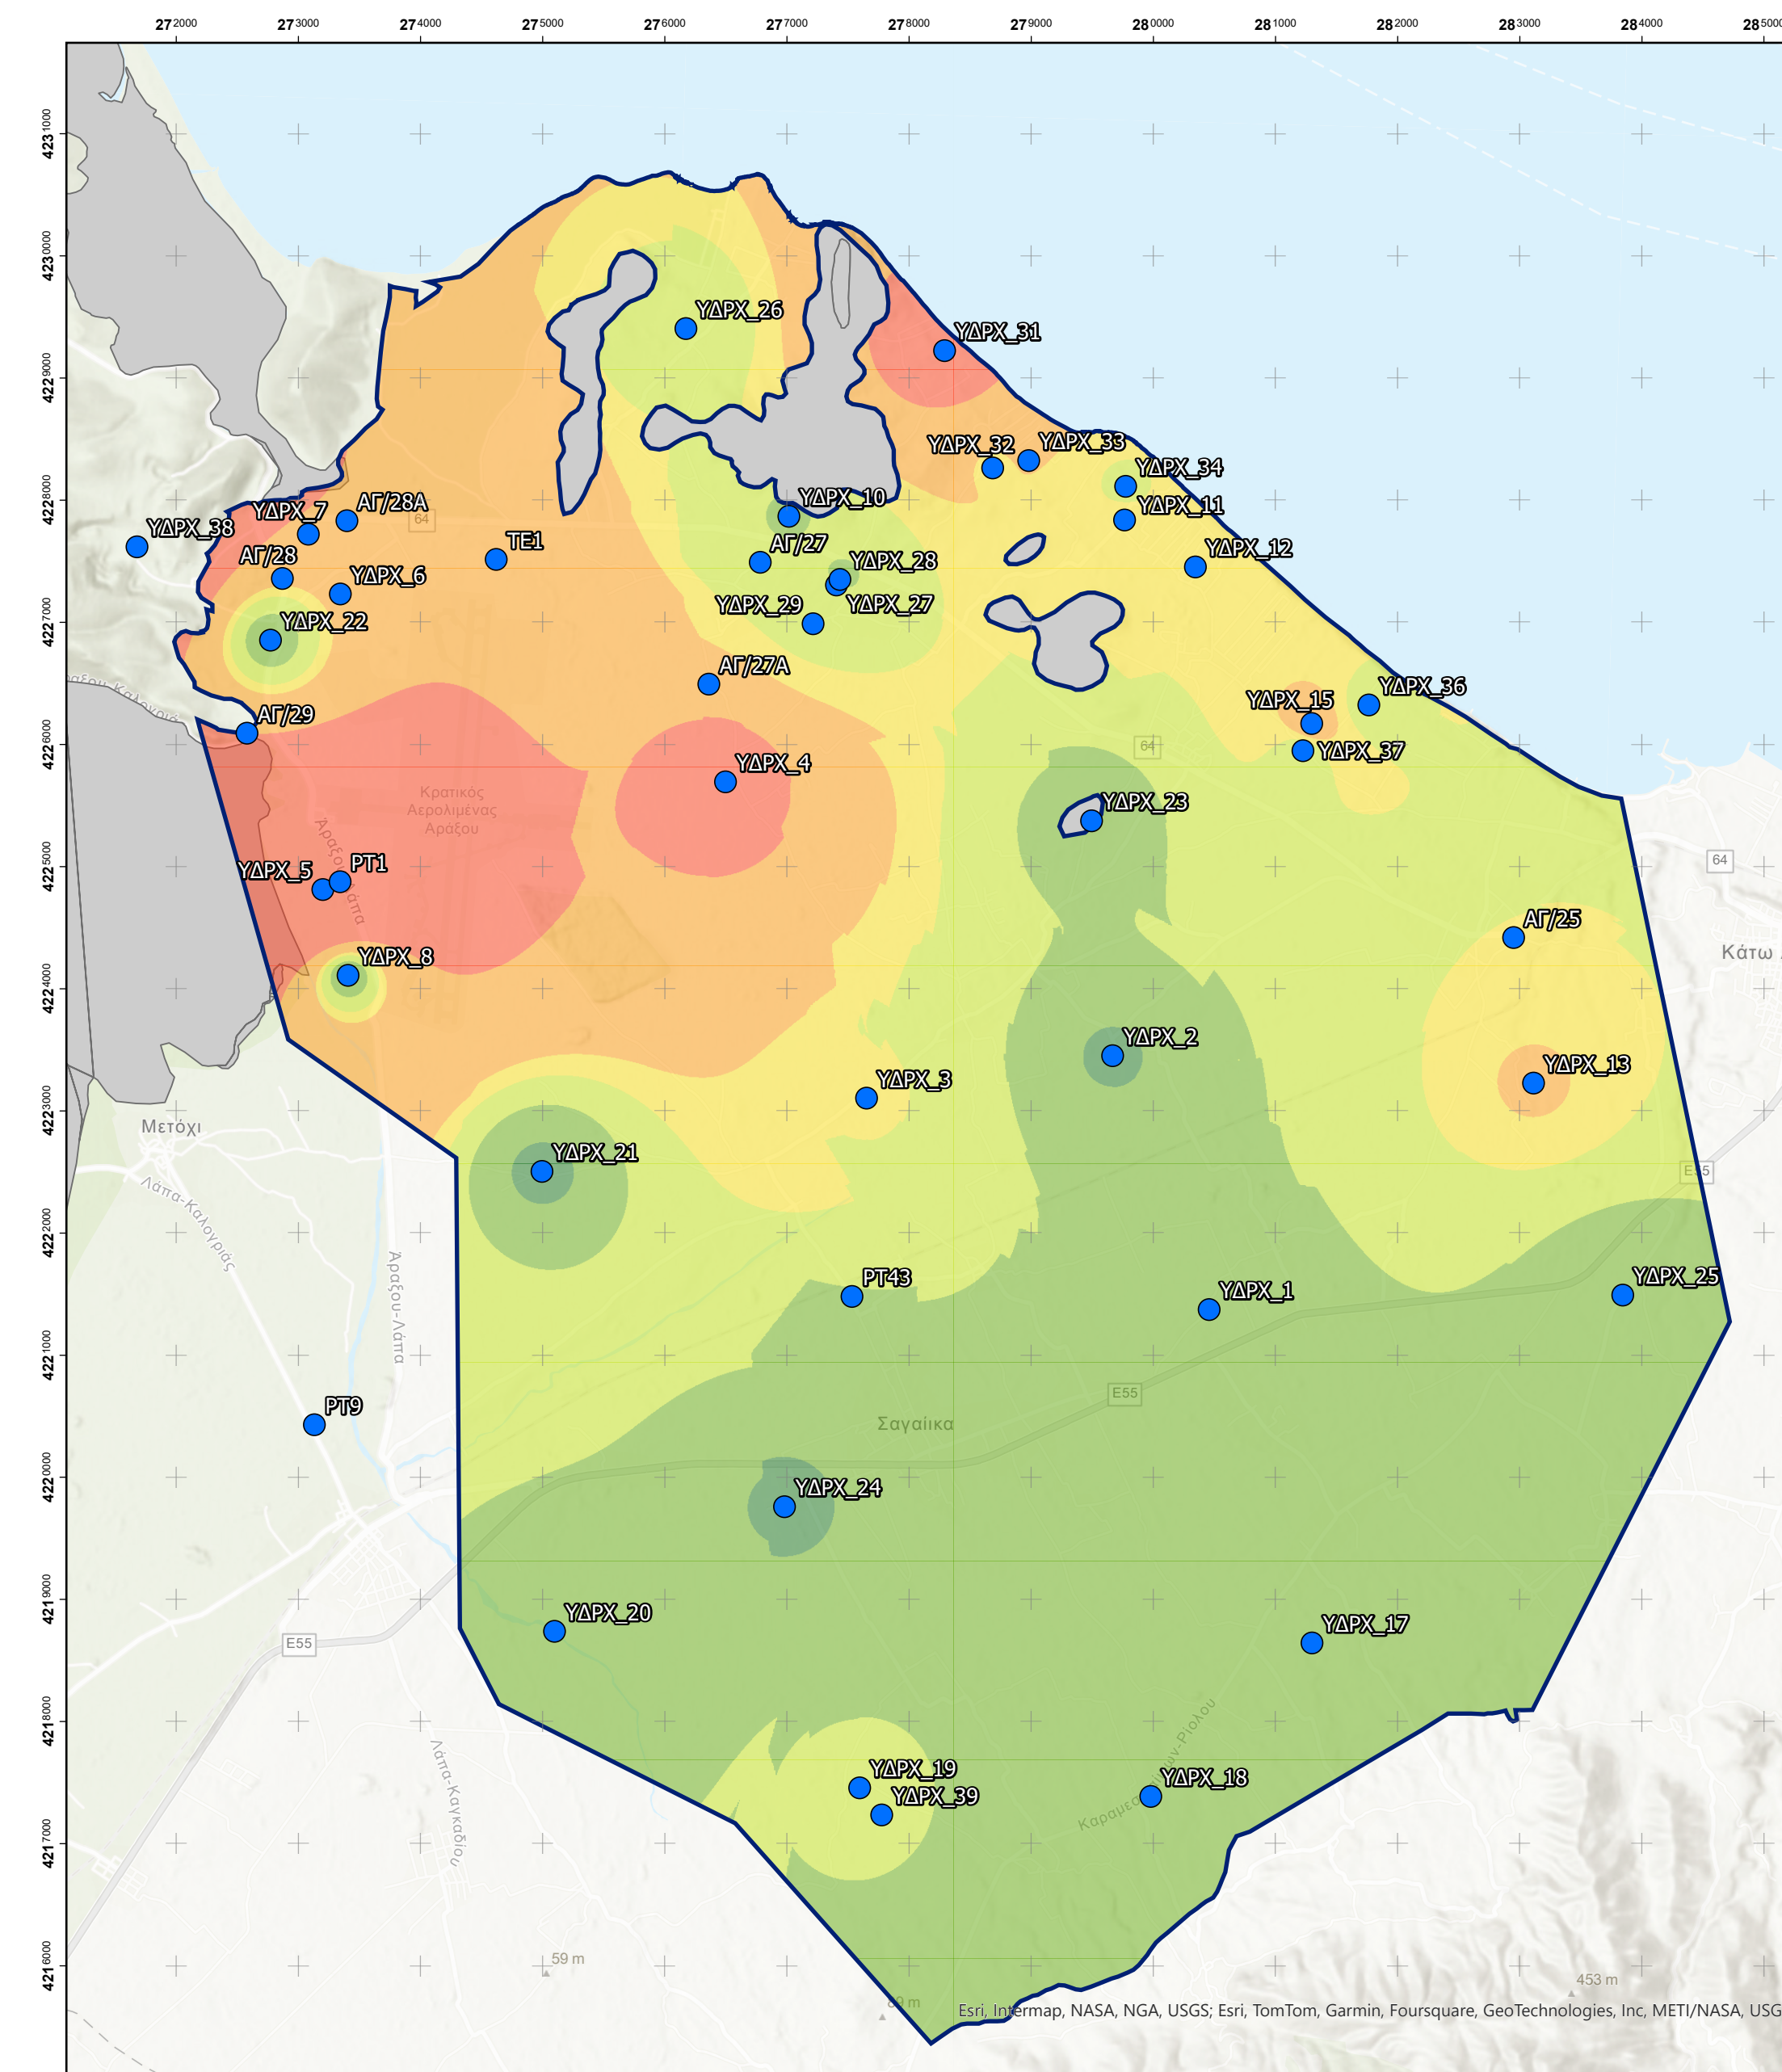 272000 273000 274000 275000 276000 277000 278000 279000 280000 281000 282000 283000 284000
4231000
4230000
4229000
4228000
4227000
4226000
4225000
4224000
4223000
4222000
4221000
4220000
4219000
4218000
4217000
4216000
ΥΔΡΧ_26
ΥΔΡΧ_31
ΥΔΡΧ_32
ΥΔΡΧ_33
ΥΔΡΧ_34
ΥΔΡΧ_10
ΥΔΡΧ_11
ΥΔΡΧ_7
ΑΓ/28Α
64
ΥΔΡΧ_38
ΤΕ1
ΑΓ/27
ΥΔΡΧ_12
ΑΓ/28
ΥΔΡΧ_28
ΥΔΡΧ_6
ΥΔΡΧ_29
ΥΔΡΧ_27
ΥΔΡΧ_22
ΑΓ/27Α
ΥΔΡΧ_36
ΥΔΡΧ_15
ΑΓ/29
64
ΥΔΡΧ_37
ΥΔΡΧ_4
Κρατικός
Αερολιμένας
Αράξου
ΥΔΡΧ_23
64
ΥΔΡΧ_5
ΡΤ1
ΑΓ/25
Κάτω
ΥΔΡΧ_8
ΥΔΡΧ_2
ΥΔΡΧ_13
ΥΔΡΧ_3
Μετόχι
ΥΔΡΧ_21
Λάπα-Καλογριάς
ΡΤ43
ΥΔΡΧ_25
ΥΔΡΧ_1
Άραξου-Λάπα
E55
ΡΤ9
Σαγαίικα
ΥΔΡΧ_24
ΥΔΡΧ_20
ΥΔΡΧ_17
E55
ΥΔΡΧ_19
ΥΔΡΧ_18
ΥΔΡΧ_39
Λάπα-Καγκαδίου
59 m
453 m
Esri, Intermap, NASA, NGA, USGS; Esri, TomTom, Garmin, Foursquare, GeoTechnologies, Inc, METI/NASA, USG